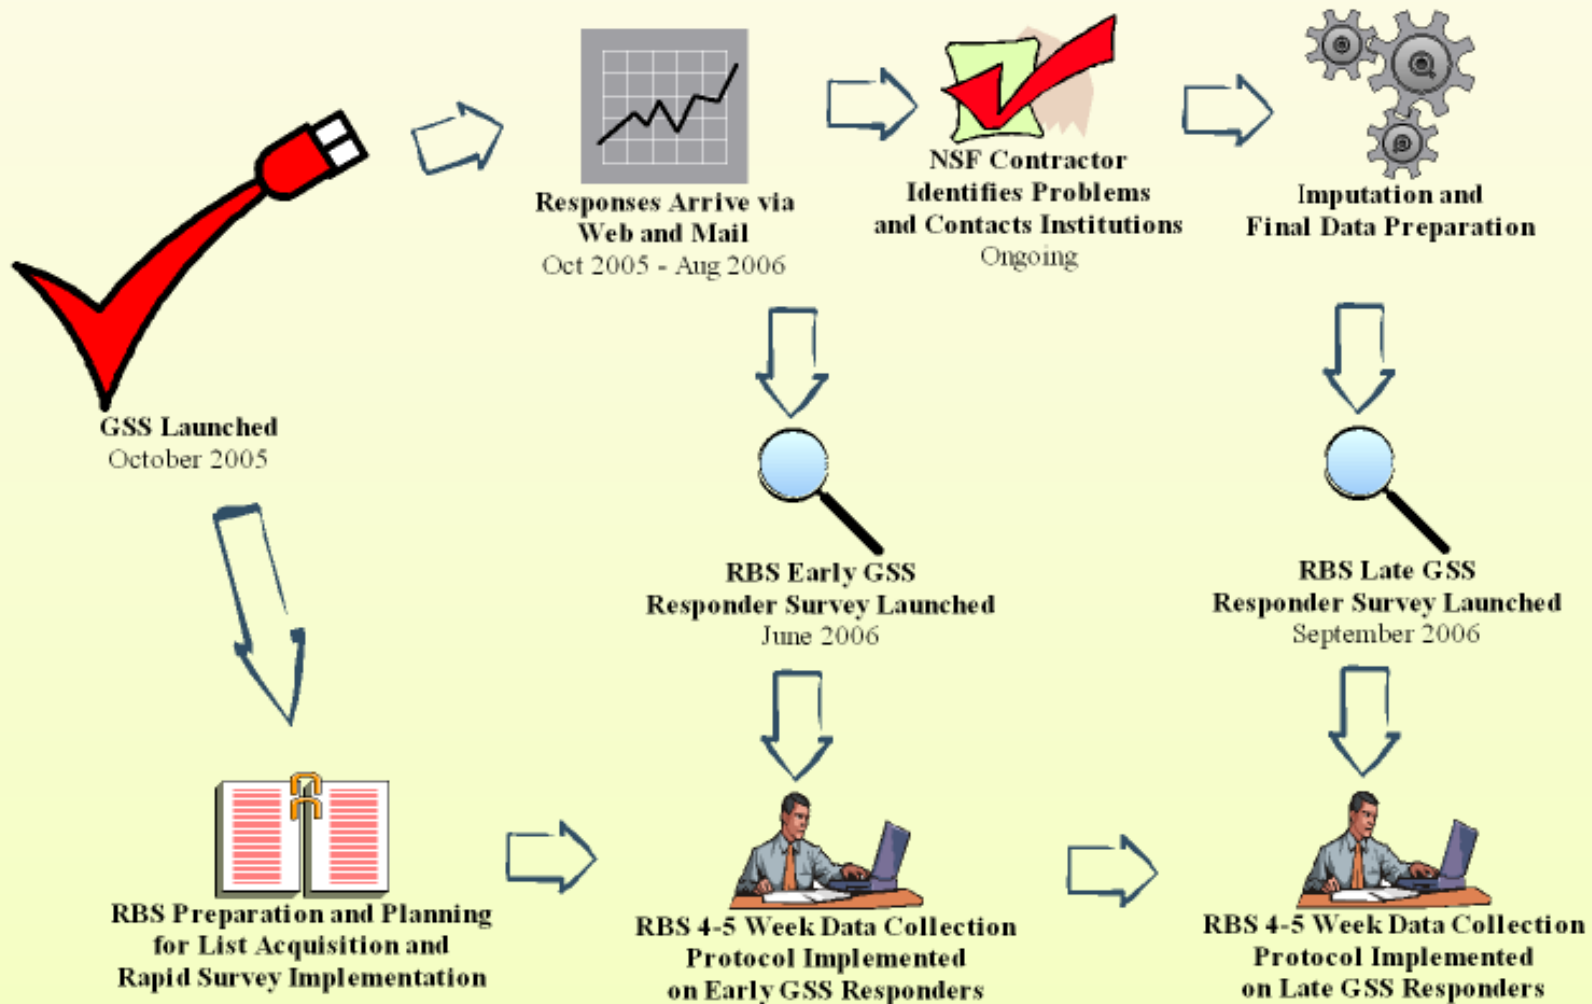 GSS Launched
October 2005
Responses Arrive via
Web and Mail
Oct 2005 - Aug 2006
NSF Contractor
Identifies Problems
and Contacts Institutions
Ongoing
Imputation and
Final Data Preparation
RBS Early GSS
Responder Survey Launched
June 2006
RBS Late GSS
Responder Survey Launched
September 2006
RBS Preparation and Planning
for List Acquisition and
Rapid Survey Implementation
RBS 4-5 Week Data Collection
Protocol Implemented
on Early GSS Responders
RBS 4-5 Week Data Collection
Protocol Implemented
on Late GSS Responders